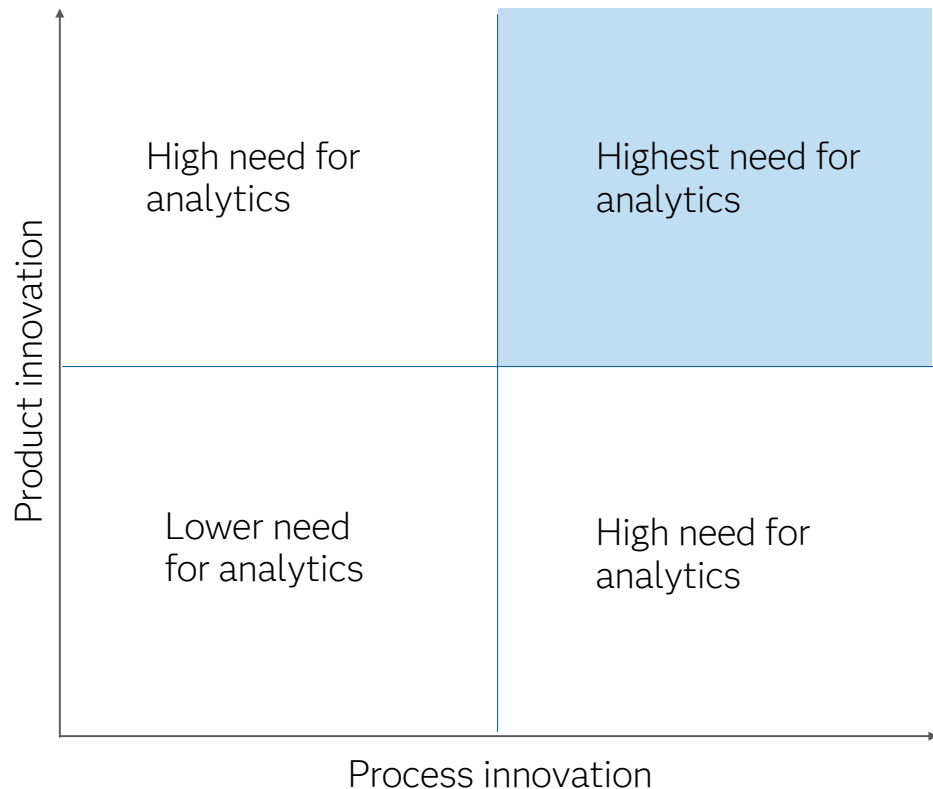 High need for
analytics
Highest need for
analytics
Product innovation
Lower need
for analytics
High need for
analytics
Process innovation